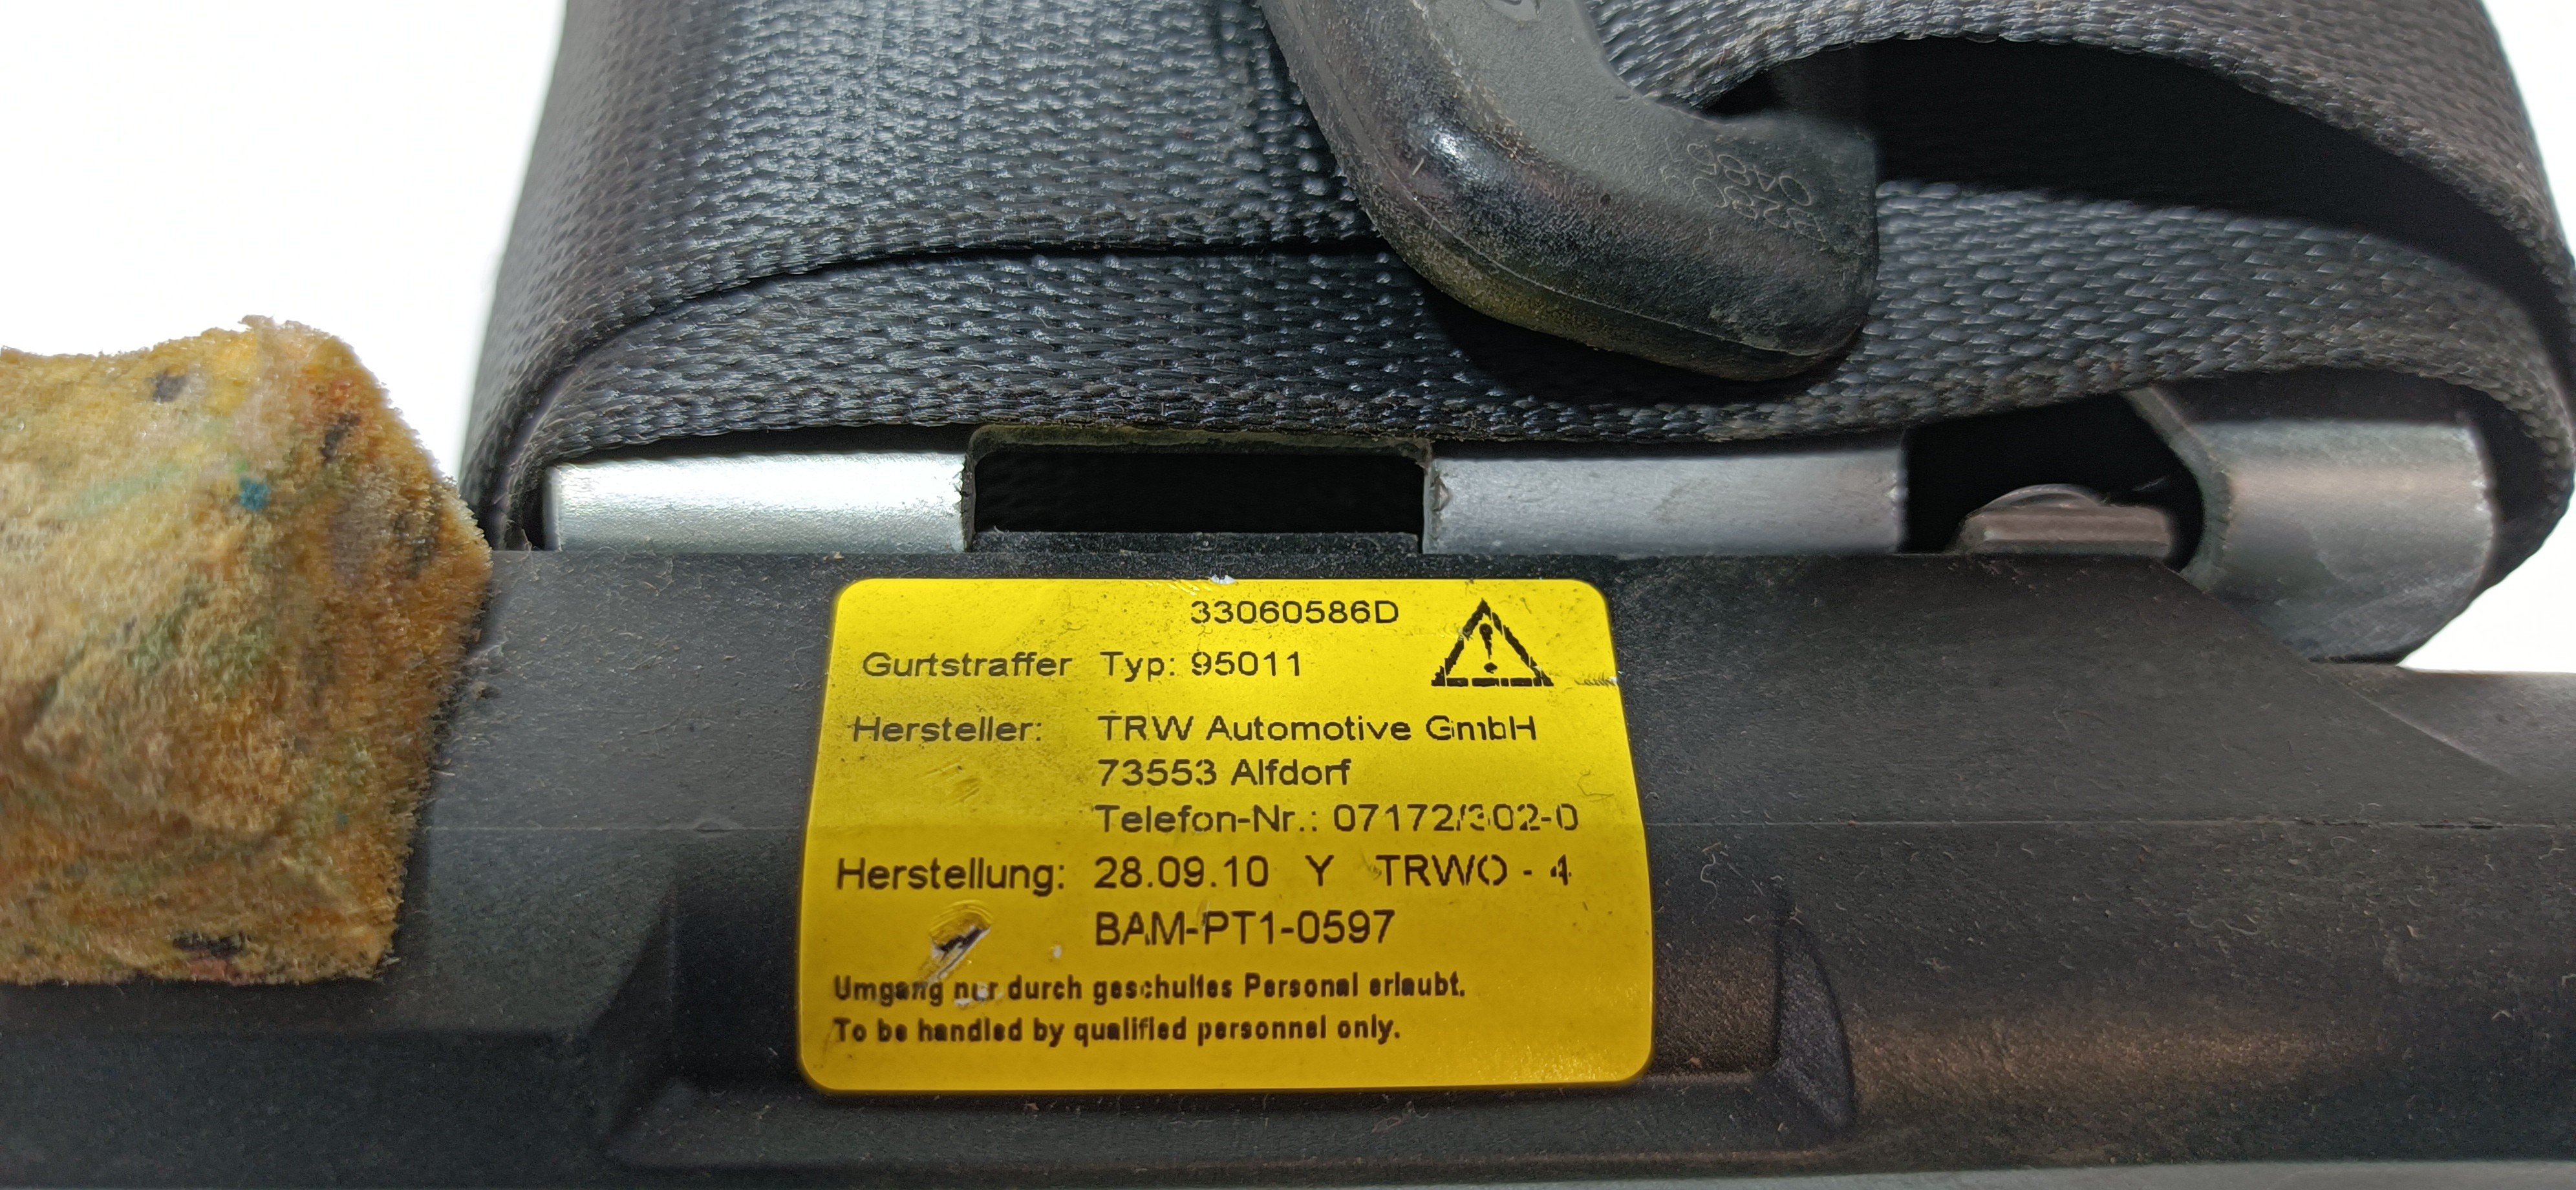 33060586D
Gurtstraffer Typ: 95011
Hersteller: TRW Automotive GmbH
73553 Alfdorf
Telefon-Nr.: 07172/302-0
Herstellung: 28.09.10 Y TRWO - 4
BAM-PT1-0597
Umgang nur durch geschultes Personal erlaubt.
To be handled by qualified personnel only.